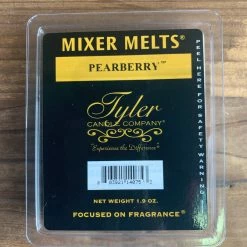 MIXER MELTS®
PEARBERRY™
Tyler
CANDLE COMPANY®
"Experience the Difference"®
NET WEIGHT 1.9 OZ.
FOCUSED ON FRAGRANCE®
PEEL HERE FOR SAFETY WARNING